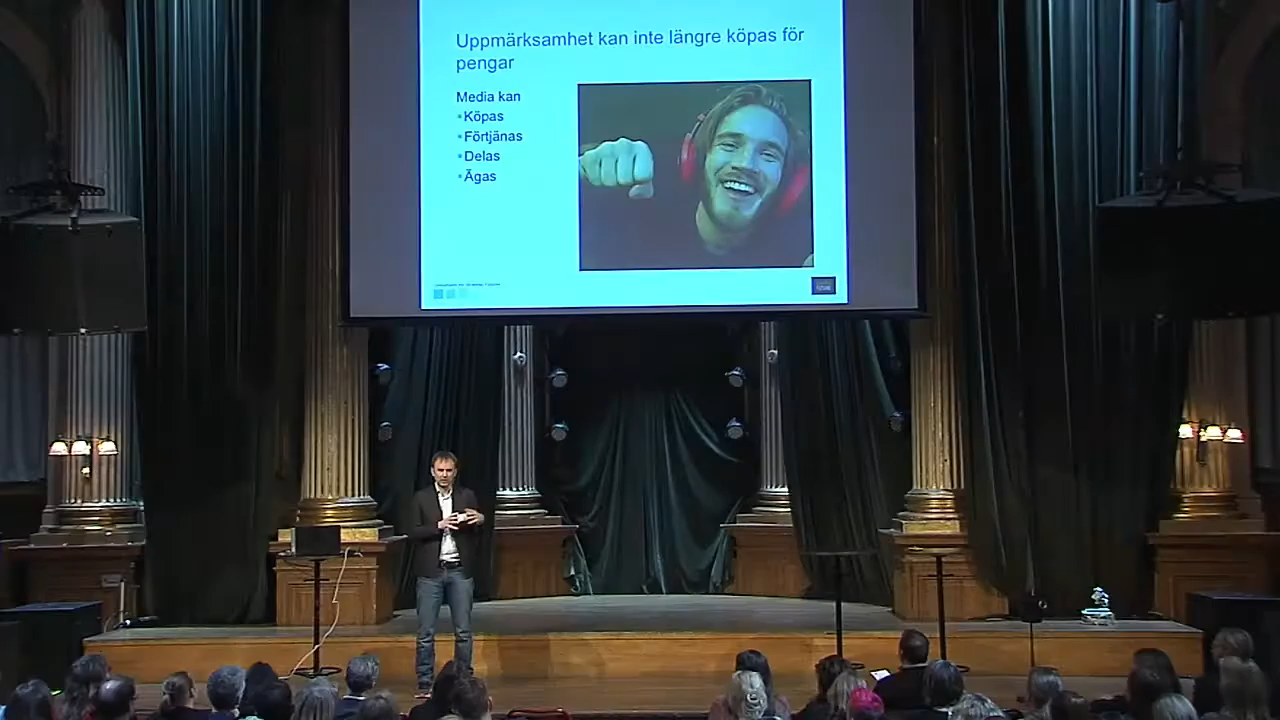 Uppmärksamhet kan inte längre köpas för
pengar
Media kan
▪Köpas
▪Förtjänas
▪Delas
▪Ägas